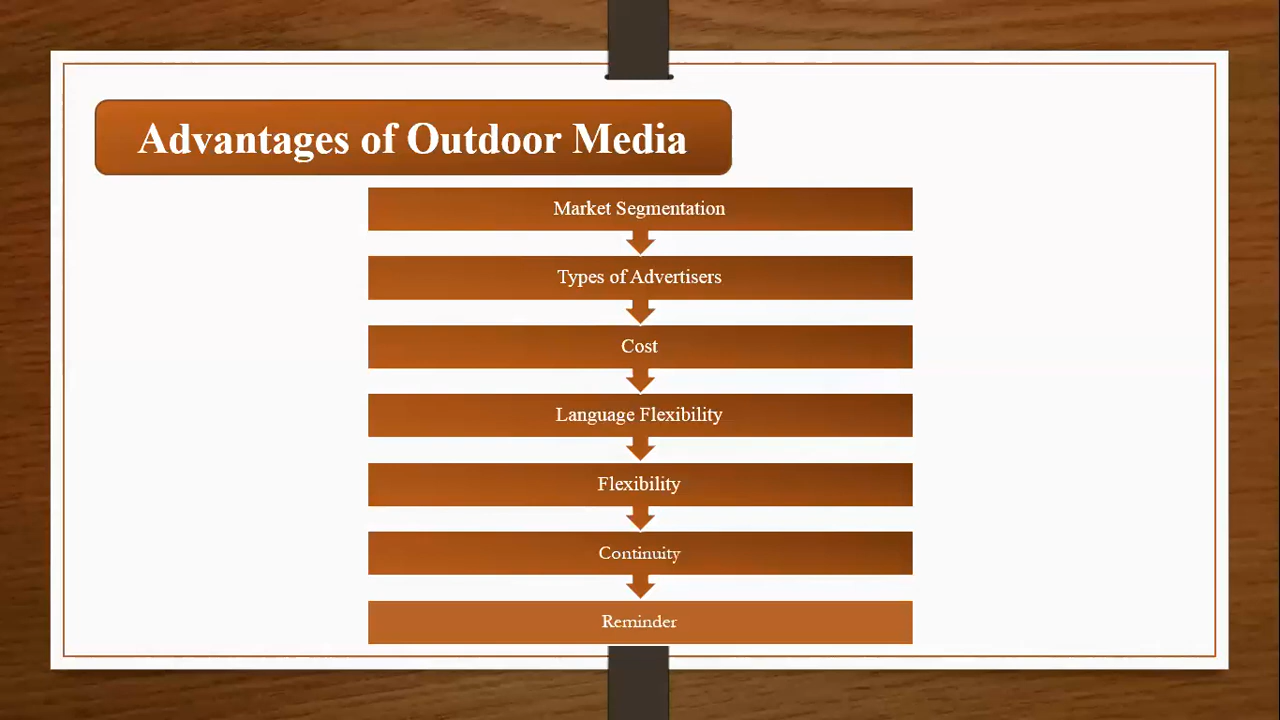 Advantages of Outdoor Media
Market Segmentation
Types of Advertisers
Cost
Language Flexibility
Flexibility
Continuity
Reminder